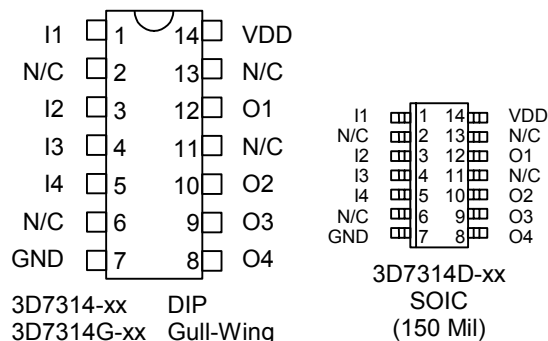 I1 1 14 VDD
N/C 2 13 N/C
I2 3 12 O1
I3 4 11 N/C
I4 5 10 O2
N/C 6 9 O3
GND 7 8 O4
3D7314-xx DIP
3D7314G-xx Gull-Wing
I1 1 14 VDD
N/C 2 13 N/C
I2 3 12 O1
I3 4 11 N/C
I4 5 10 O2
N/C 6 9 O3
GND 7 8 O4
3D7314D-xx
SOIC
(150 Mil)